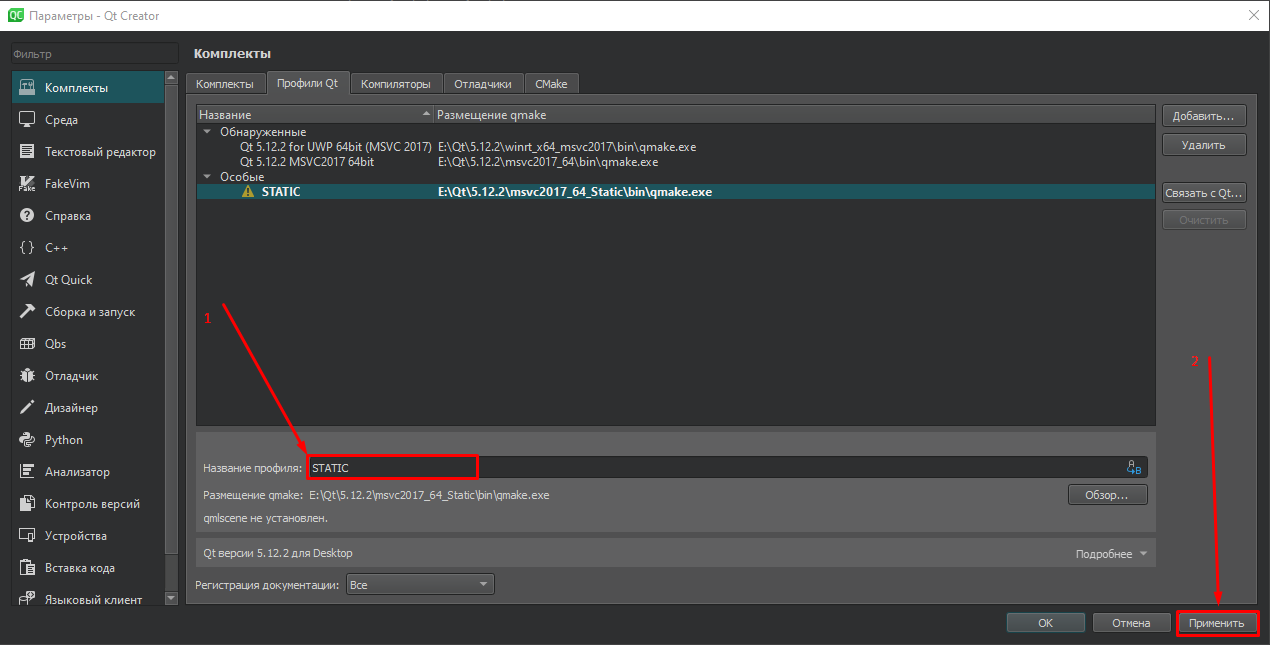 QC Параметры - Qt Creator
Фильтр
Комплекты
Среда
Текстовый редактор
Fake
FakeVim
Справка
{} C++
Qt Quick
Сборка и запуск
Qbs
Отладчик
Дизайнер
Python
Анализатор
Контроль версий
Устройства
Вставка кода
Языковый клиент
Комплекты
Комплекты Профили Qt Компиляторы Отладчики CMake
Название Размещение qmake
Обнаруженные
Qt 5.12.2 for UWP 64bit (MSVC 2017) E:\Qt\5.12.2\winrt_x64_msvc2017\bin\qmake.exe
Qt 5.12.2 MSVC2017 64bit E:\Qt\5.12.2\msvc2017_64\bin\qmake.exe
Особые
STATIC E:\Qt\5.12.2\msvc2017_64_Static\bin\qmake.exe
Добавить...
Удалить
Связать с Qt...
Очистить
1
2
Название профиля: STATIC
Размещение qmake: E:\Qt\5.12.2\msvc2017_64_Static\bin\qmake.exe Обзор...
qmlscene не установлен.
Qt версии 5.12.2 для Desktop Подробнее
Регистрация документации: Все
OK Отмена Применить